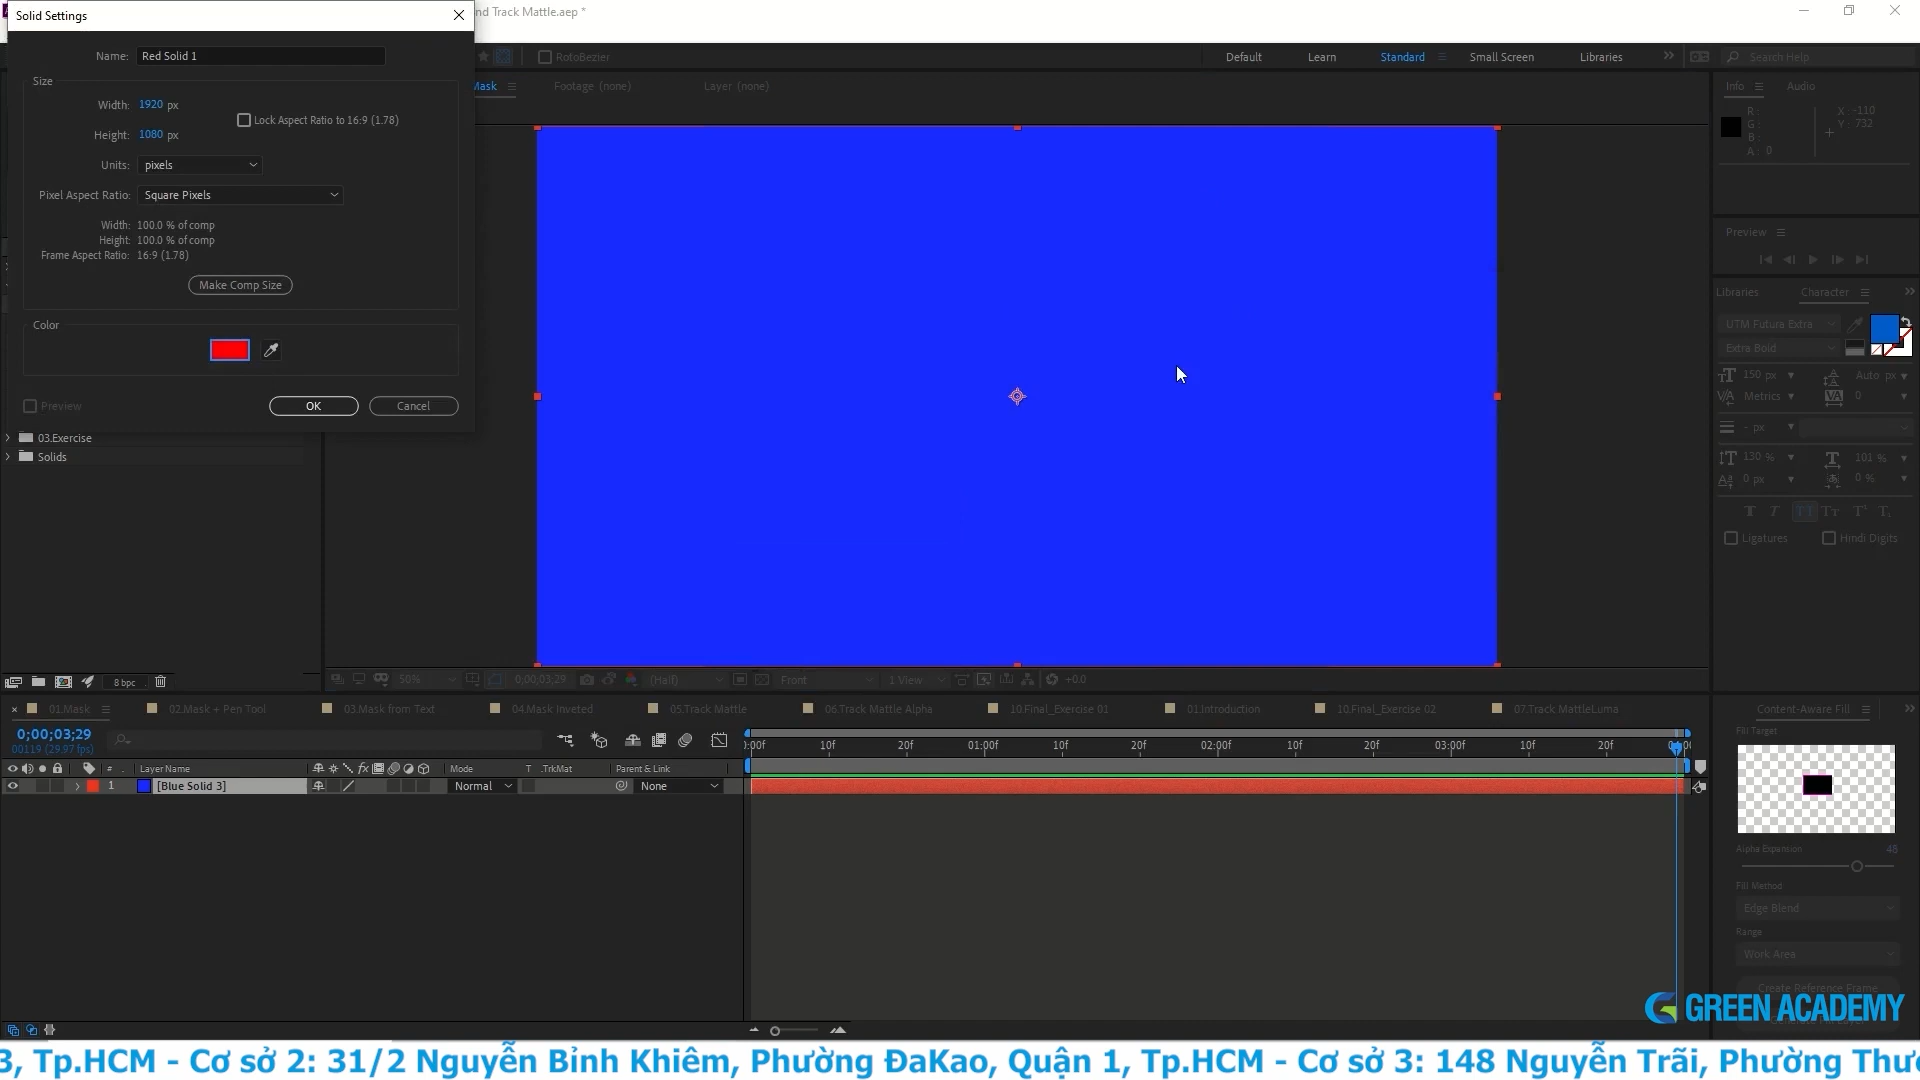 Solid Settings
nd Track Mattle.aep *
Name: Red Solid 1
Size
Width: 1920 px
Lock Aspect Ratio to 16:9 (1.78)
Height: 1080 px
Units: pixels
Pixel Aspect Ratio: Square Pixels
Width: 100.0 % of comp
Height: 100.0 % of comp
Frame Aspect Ratio: 16:9 (1.78)
Make Comp Size
Color
Preview
OK
Cancel
03.Exercise
Solids
8 bpc
RotoBezier
Default
Learn
Standard
Small Screen
Libraries
Search Help
Mask
Footage (none)
Layer (none)
Info
Audio
R :
G :
B :
A : 0
X : -110
Y : 732
Preview
Libraries
Character
UTM Futura Extra
Extra Bold
150 px
Auto px
Metrics
0
- px
130 %
101 %
0 px
0 %
Ligatures
Hindi Digits
50%
0;00;03;29
(Half)
Front
1 View
+0.0
01.Mask
02.Mask + Pen Tool
03.Mask from Text
04.Mask Inveted
05.Track Mattle
06.Track Mattle Alpha
10.Final_Exercise 01
01.Introduction
10.Final_Exercise 02
07.Track MattleLuma
0;00;03;29
00119 (29.97 fps)
):00f 10f 20f 01:00f 10f 20f 02:00f 10f 20f 03:00f 10f 20f
# Layer Name Mode T .TrkMat Parent & Link
1 [Blue Solid 3] Normal None
Content-Aware Fill
Fill Target
Alpha Expansion 48
Fill Method
Edge Blend
Range
Work Area
Create Reference Frame
GREEN ACADEMY
3, Tp.HCM - Cơ sở 2: 31/2 Nguyễn Bỉnh Khiêm, Phường ĐaKao, Quận 1, Tp.HCM - Cơ sở 3: 148 Nguyễn Trãi, Phường Thư